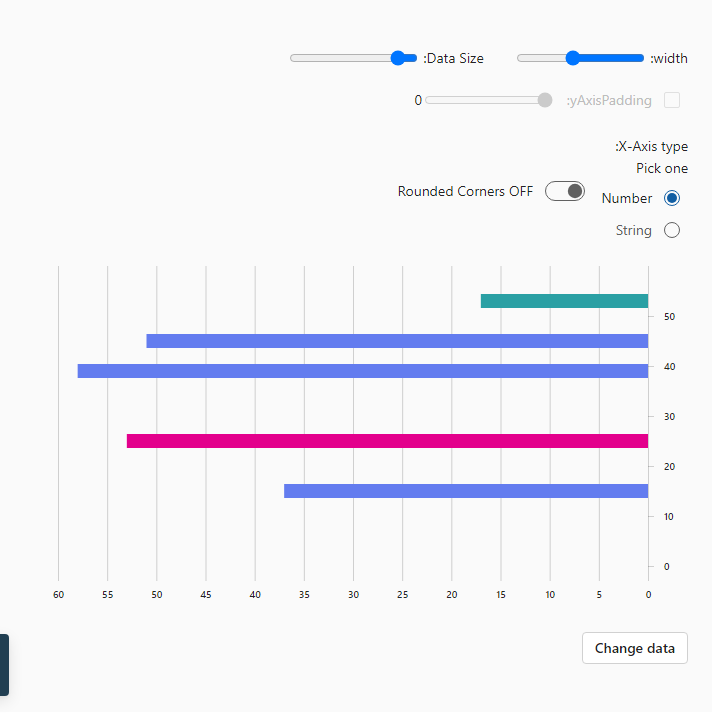 :width
:Data Size
:yAxisPadding
0
:X-Axis type
Pick one
Number
String
Rounded Corners OFF
50
40
30
20
10
0
60 55 50 45 40 35 30 25 20 15 10 5 0
Change data